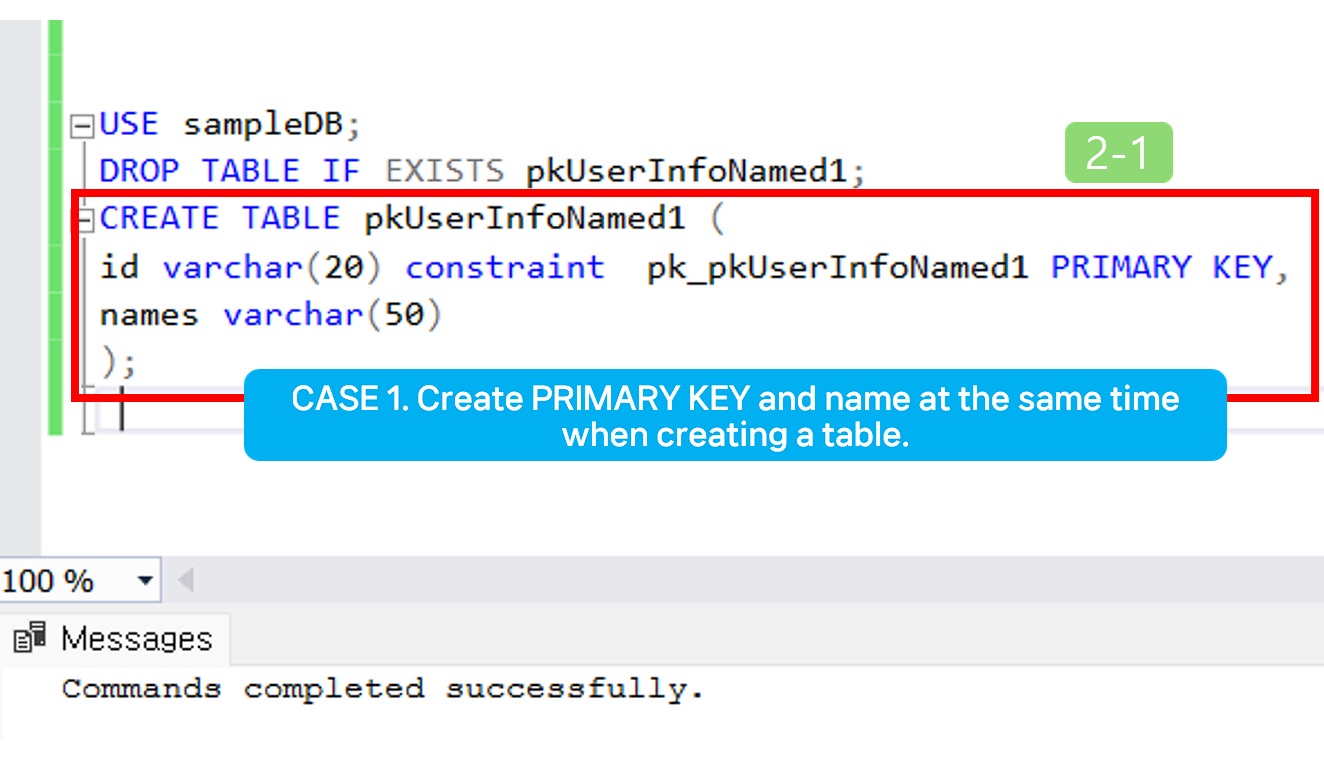 USE sampleDB;
2-1
DROP TABLE IF EXISTS pkUserInfoNamed1;
CREATE TABLE pkUserInfoNamed1 (
id varchar(20) constraint  pk_pkUserInfoNamed1 PRIMARY KEY,
names varchar(50)
);
CASE 1. Create PRIMARY KEY and name at the same time
when creating a table.
100 %
Messages
Commands completed successfully.